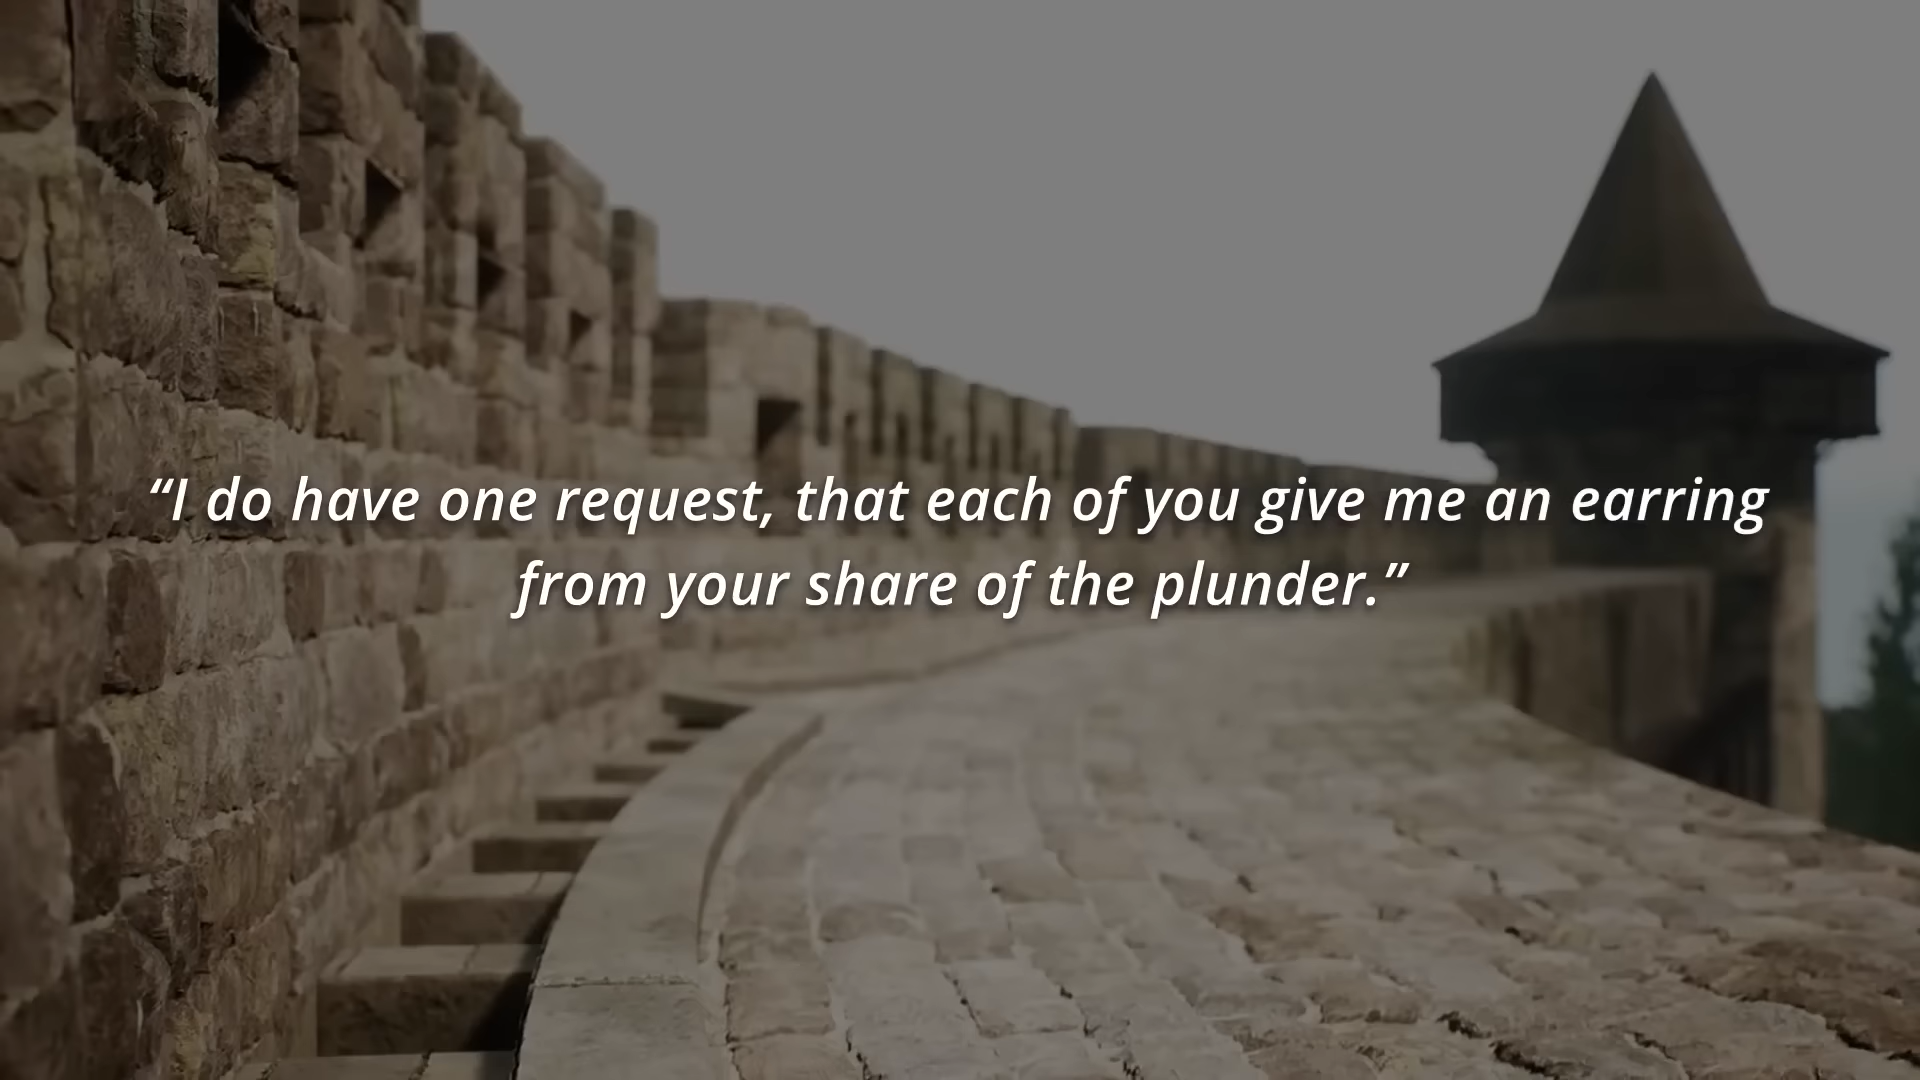 “I do have one request, that each of you give me an earring
from your share of the plunder.”